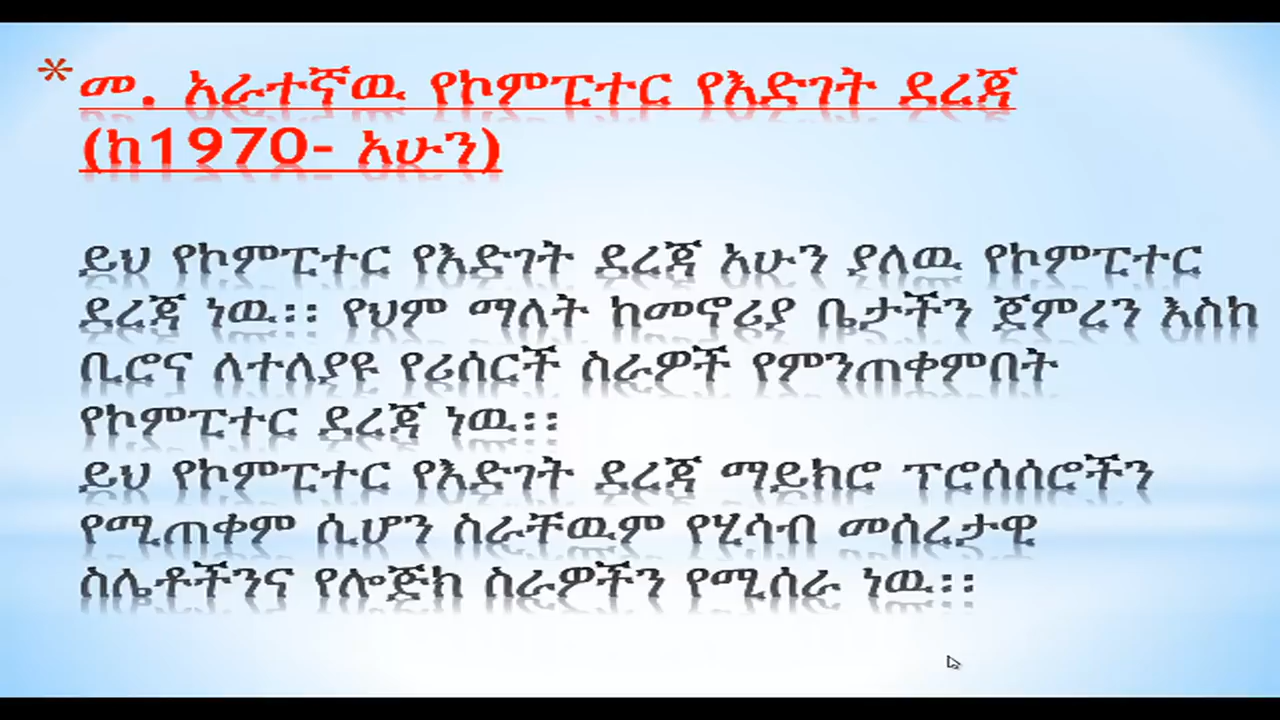 * መ. አራተኛዉ የኮምፒተር የእድገት ደረጃ
(ከ1970- አሁን)
ይህ የኮምፒተር የእድገት ደረጃ አሁን ያለዉ የኮምፒተር
ደረጃ ነዉ፡፡ የህም ማለት ከመኖሪያ ቤታችን ጀምረን እስከ
ቢሮና ለተለያዩ የሪሰርች ስራዎች የምንጠቀምበት
የኮምፒተር ደረጃ ነዉ፡፡
ይህ የኮምፒተር የእድገት ደረጃ ማይክሮ ፕሮሰሰሮችን
የሚጠቀም ሲሆን ስራቸዉም የሂሳብ መሰረታዊ
ስሌቶችንና የሎጅክ ስራዎችን የሚሰራ ነዉ፡፡